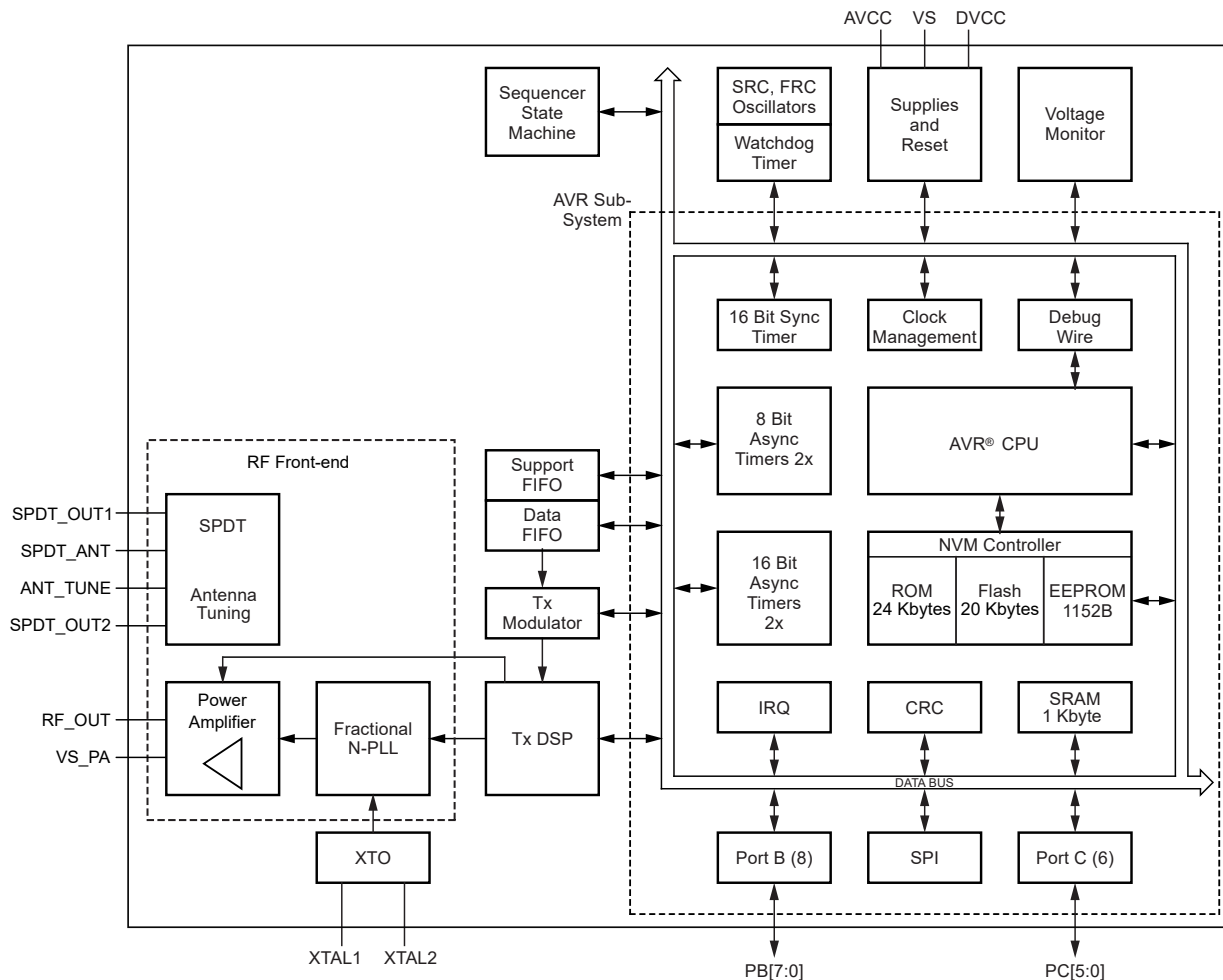 AVCC VS DVCC
Sequencer
State
Machine
SRC, FRC
Oscillators
Watchdog
Timer
Supplies
and
Reset
Voltage
Monitor
AVR Sub-
System
16 Bit Sync
Timer
Clock
Management
Debug
Wire
8 Bit
Async
Timers 2x
AVR® CPU
RF Front-end
Support
FIFO
Data
FIFO
SPDT_OUT1
SPDT_ANT
ANT_TUNE
SPDT_OUT2
SPDT
Antenna
Tuning
Tx
Modulator
16 Bit
Async
Timers
2x
NVM Controller
ROM
24 Kbytes
Flash
20 Kbytes
EEPROM
1152B
RF_OUT
VS_PA
Power
Amplifier
Fractional
N-PLL
Tx DSP
IRQ
CRC
SRAM
1 Kbyte
DATA BUS
XTO
Port B (8)
SPI
Port C (6)
XTAL1 XTAL2
PB[7:0]
PC[5:0]